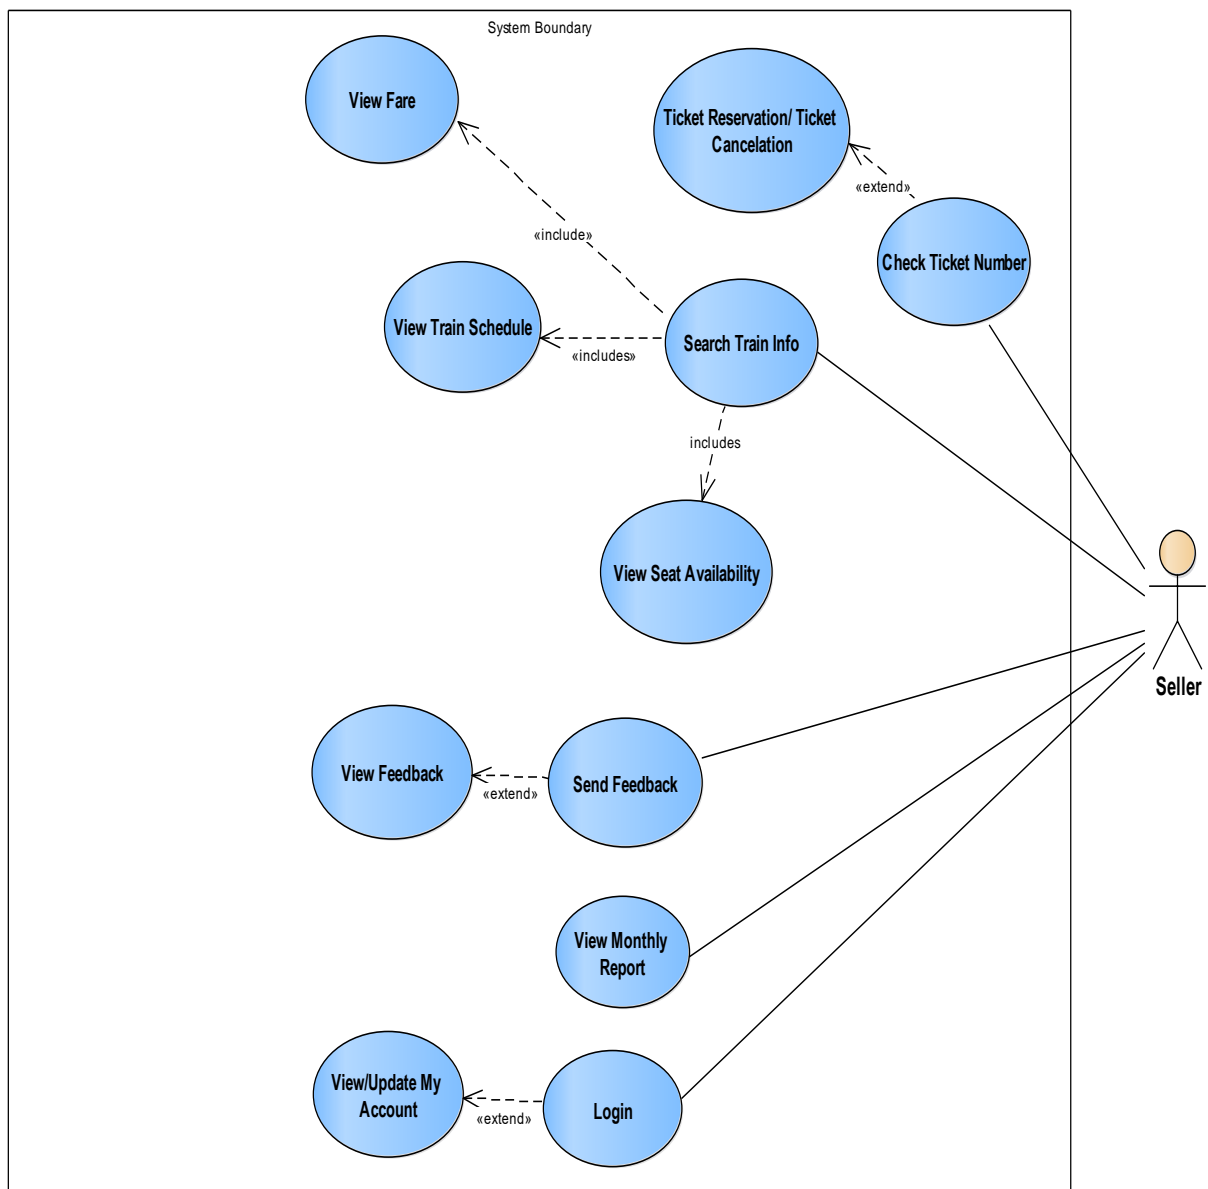 System Boundary
View Fare
Ticket Reservation/ Ticket
Cancelation
«extend»
«include»
Check Ticket Number
View Train Schedule
Search Train Info
«includes»
includes
View Seat Availability
Seller
View Feedback
Send Feedback
«extend»
View Monthly
Report
View/Update My
Account
Login
«extend»